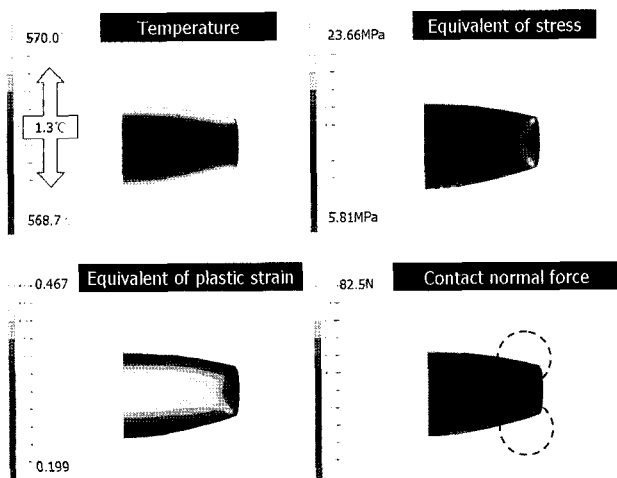 Temperature
570.0
1.3℃
568.7
Equivalent of stress
23.66MPa
5.81MPa
Equivalent of plastic strain
0.467
0.199
Contact normal force
82.5N